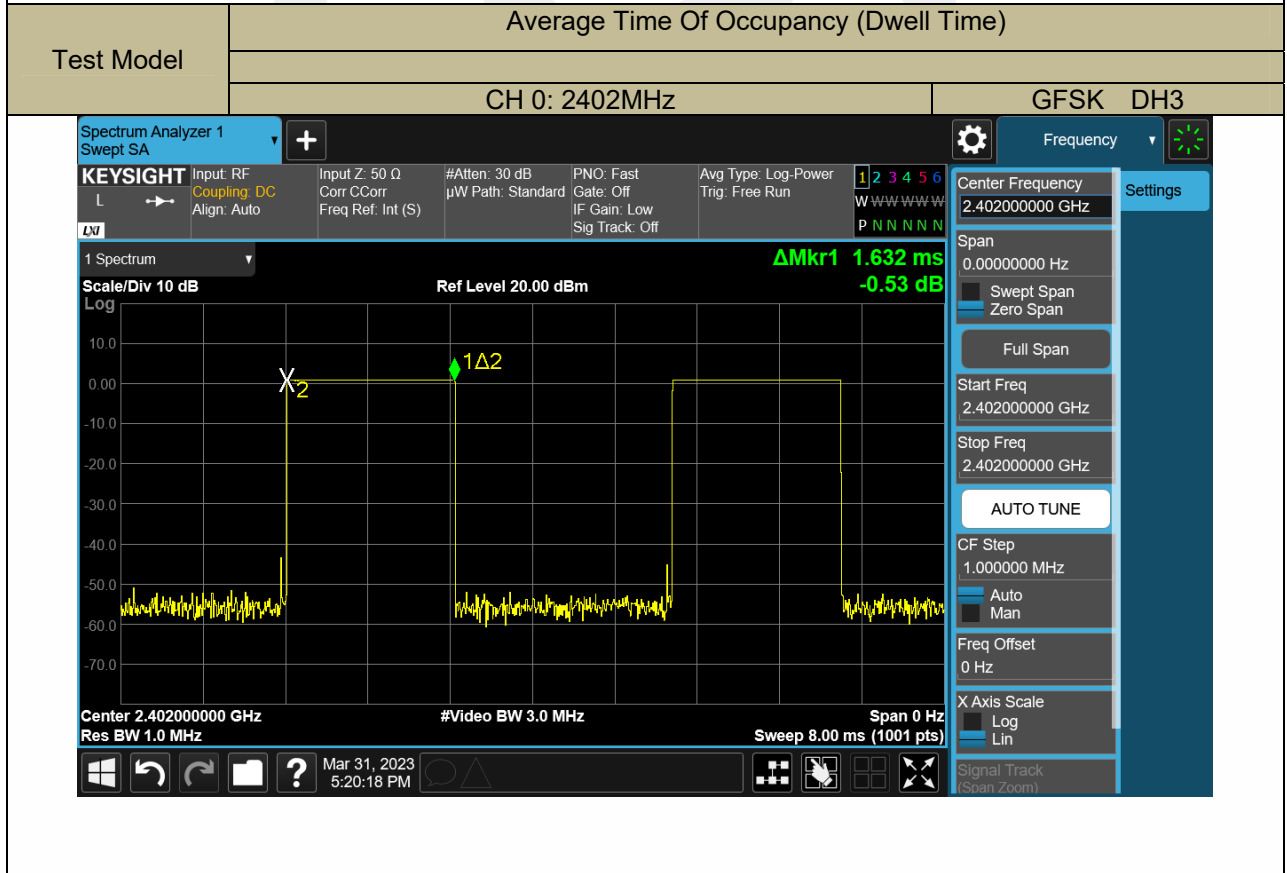 Test Model
Average Time Of Occupancy (Dwell Time)
CH 0: 2402MHz
GFSK DH3
Spectrum Analyzer 1
Swept SA
Frequency
KEYSIGHT
L
LXI
Input: RF
Coupling: DC
Align: Auto
Input Z: 50 Ω
Corr CCorr
Freq Ref: Int (S)
#Atten: 30 dB
µW Path: Standard
PNO: Fast
Gate: Off
IF Gain: Low
Sig Track: Off
Avg Type: Log-Power
Trig: Free Run
1 2 3 4 5 6
W W W W W W
P N N N N N
1 Spectrum
ΔMkr1 1.632 ms
-0.53 dB
Scale/Div 10 dB
Ref Level 20.00 dBm
Log
10.0
0.00
-10.0
-20.0
-30.0
-40.0
-50.0
-60.0
-70.0
X2
1Δ2
Center 2.402000000 GHz
#Video BW 3.0 MHz
Span 0 Hz
Res BW 1.0 MHz
Sweep 8.00 ms (1001 pts)
?
Mar 31, 2023
5:20:18 PM
Center Frequency
2.402000000 GHz
Settings
Span
0.00000000 Hz
Swept Span
Zero Span
Full Span
Start Freq
2.402000000 GHz
Stop Freq
2.402000000 GHz
AUTO TUNE
CF Step
1.000000 MHz
Auto
Man
Freq Offset
0 Hz
X Axis Scale
Log
Lin
Signal Track
(Span Zoom)